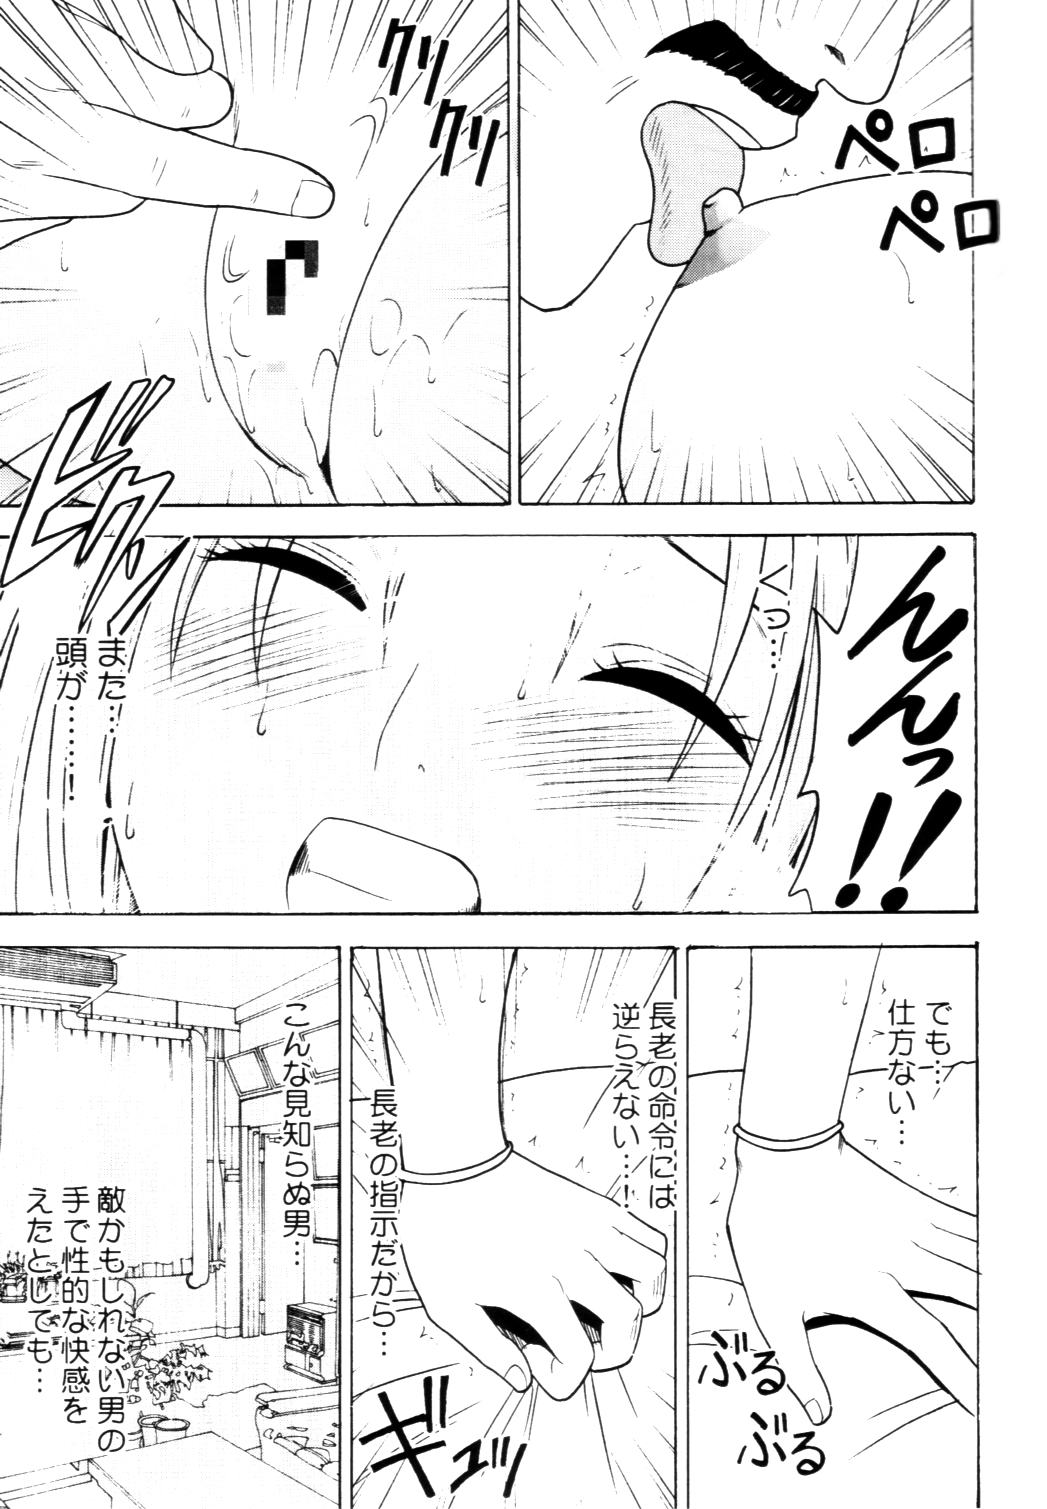 ペロ
ペロ
クリ
クリ
んんっ!!
くっ…
ビクッ
また…
頭が………!
でも…
仕方ない…
ぶる
ぶる
長老の命令には
逆らえない……!
長老の指示だから…
ギュッ
こんな見知らぬ男…
敵かもしれない男の
手で性的な快感を
えたとしても…